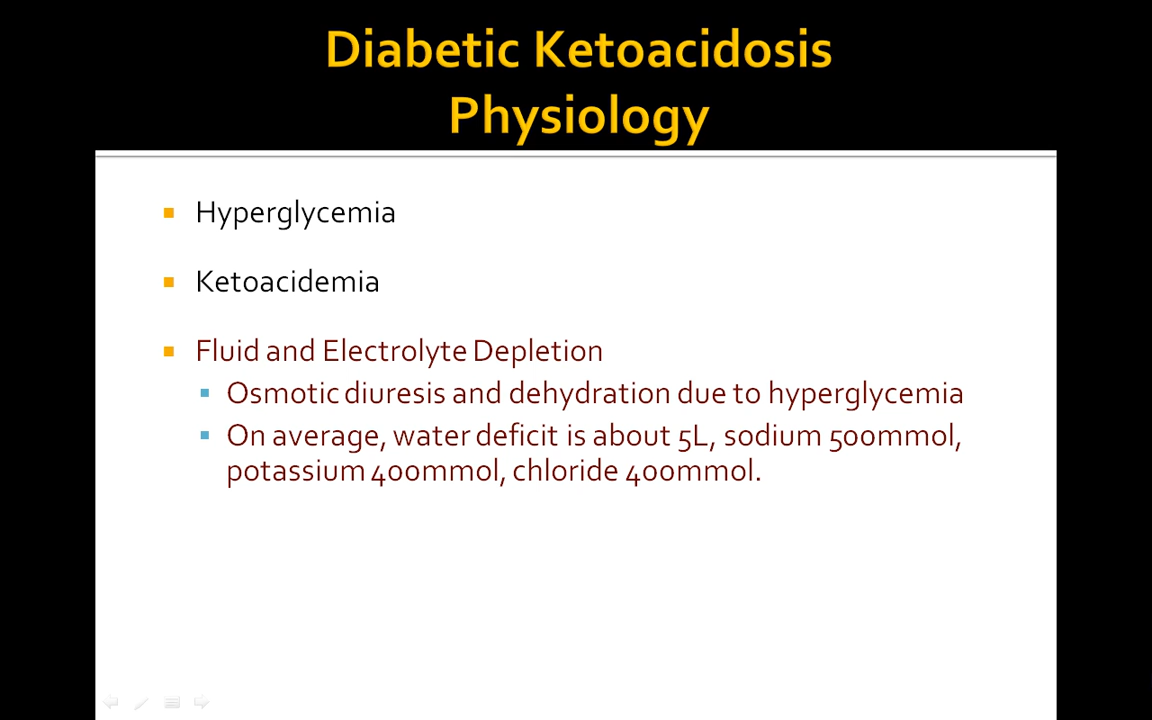 Diabetic Ketoacidosis
Physiology
Hyperglycemia
Ketoacidemia
Fluid and Electrolyte Depletion
Osmotic diuresis and dehydration due to hyperglycemia
On average, water deficit is about 5L, sodium 500mmol,
potassium 400mmol, chloride 400mmol.